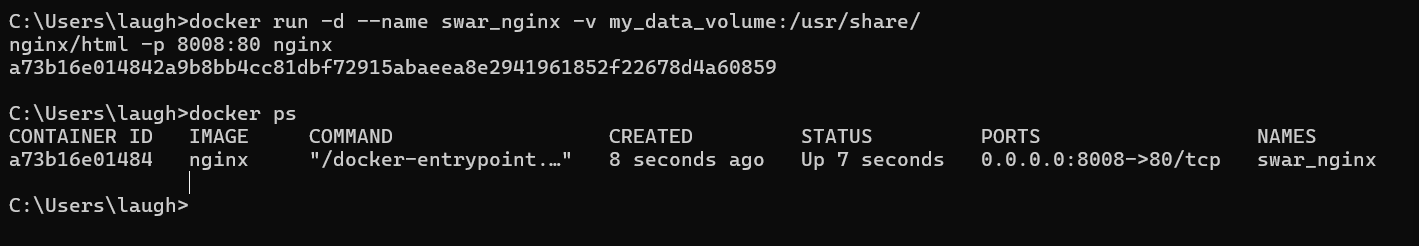 C:\Users\laugh>docker run -d --name swar_nginx -v my_data_volume:/usr/share/
nginx/html -p 8008:80 nginx
a73b16e014842a9b8bb4cc81dbf72915abaeea8e2941961852f22678d4a60859
C:\Users\laugh>docker ps
CONTAINER ID   IMAGE     COMMAND                  CREATED         STATUS         PORTS                  NAMES
a73b16e01484   nginx     "/docker-entrypoint.…"   8 seconds ago   Up 7 seconds   0.0.0.0:8008->80/tcp   swar_nginx
C:\Users\laugh>